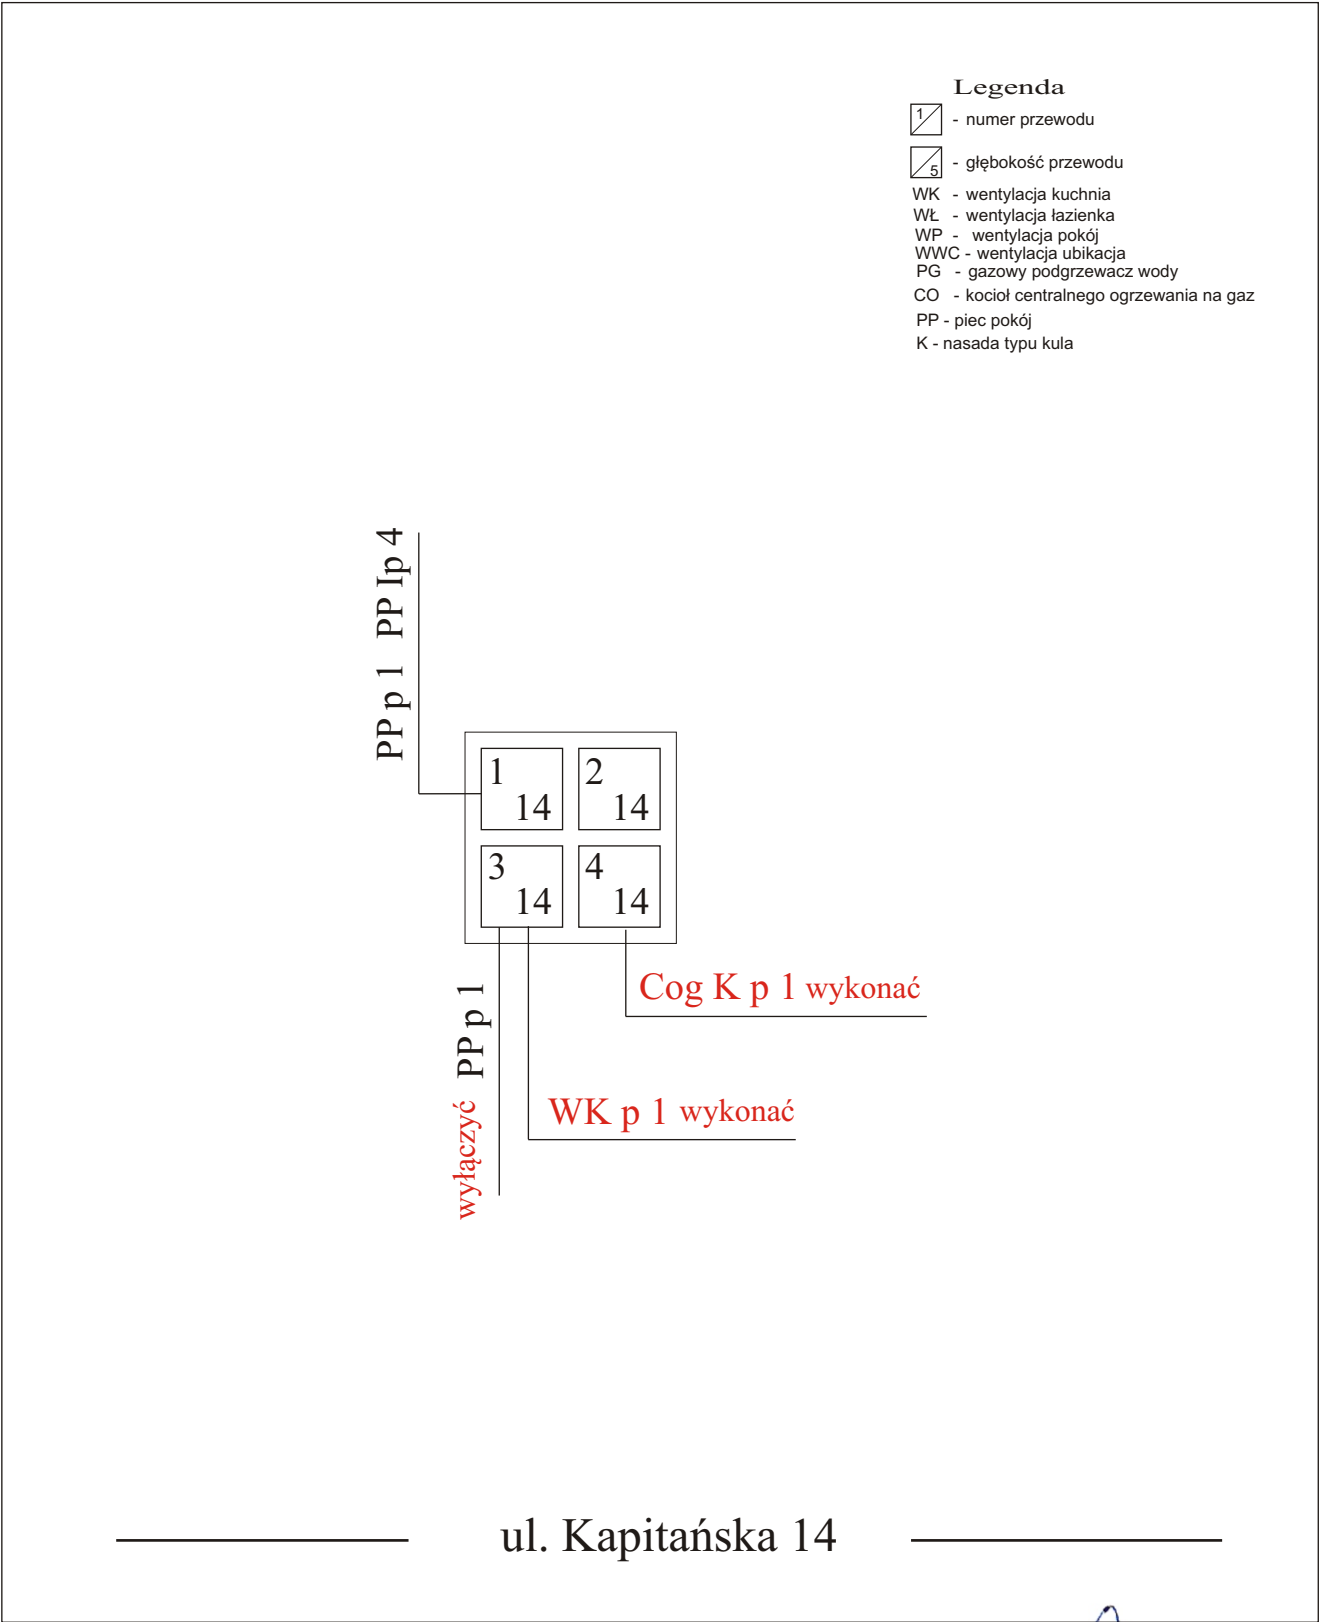 Legenda
1 - numer przewodu
5 - głębokość przewodu
WK - wentylacja kuchnia
WŁ - wentylacja łazienka
WP - wentylacja pokój
WWC - wentylacja ubikacja
PG - gazowy podgrzewacz wody
CO - kocioł centralnego ogrzewania na gaz
PP - piec pokój
K - nasada typu kula
PP p 1 PP Ip 4
1 14
2 14
3 14
4 14
Cog K p 1 wykonać
WK p 1 wykonać
wyłączyć PP p 1
ul. Kapitańska 14